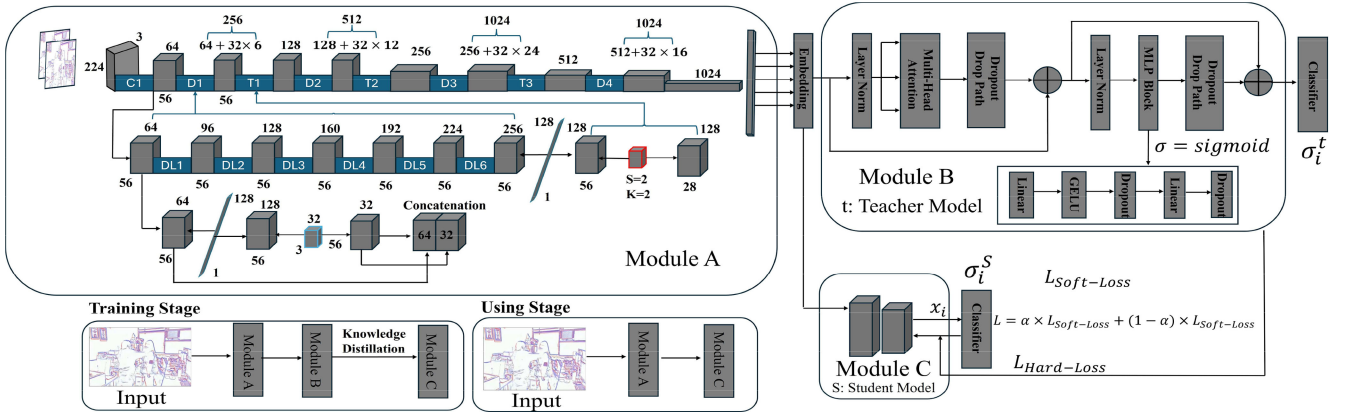 256
512
1024
1024
3
64
64 + 32 × 6
128
128 + 32 × 12
256
256 +32 × 24
512
512+32 × 16
1024
224
C1
D1
T1
D2
T2
D3
T3
D4
56
56
64
96
128
160
192
224
256
128
128
128
DL1
DL2
DL3
DL4
DL5
DL6
56
56
56
56
56
56
56
1
56
S=2
K=2
28
64
128
128
32
32
Concatenation
64
32
56
1
56
3
56
Module A
Embedding
Layer Norm
Multi-Head
Attention
Dropout
Drop Path
Layer Norm
MLP Block
Dropout
Drop Path
Classifier
σ = sigmoid
σᵢᵗ
Module B
t: Teacher Model
Linear
GELU
Dropout
Linear
Dropout
Training Stage
Input
Module A
Module B
Knowledge
Distillation
Module C
Using Stage
Input
Module A
Module C
σᵢˢ
xᵢ
Classifier
Module C
S: Student Model
L_Soft−Loss
L = α × L_Soft−Loss + (1 − α) × L_Soft−Loss
L_Hard−Loss